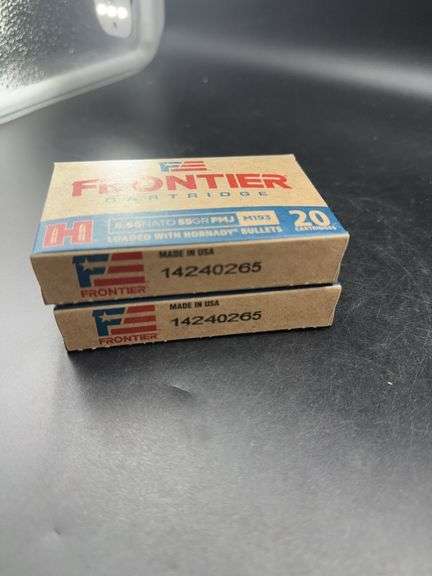 FRONTIER
CARTRIDGE
5.56 NATO 55GR FMJ M193
LOADED WITH HORNADY® BULLETS
20
CARTRIDGES
H
FRONTIER
MADE IN USA
14240265
FRONTIER
MADE IN USA
14240265